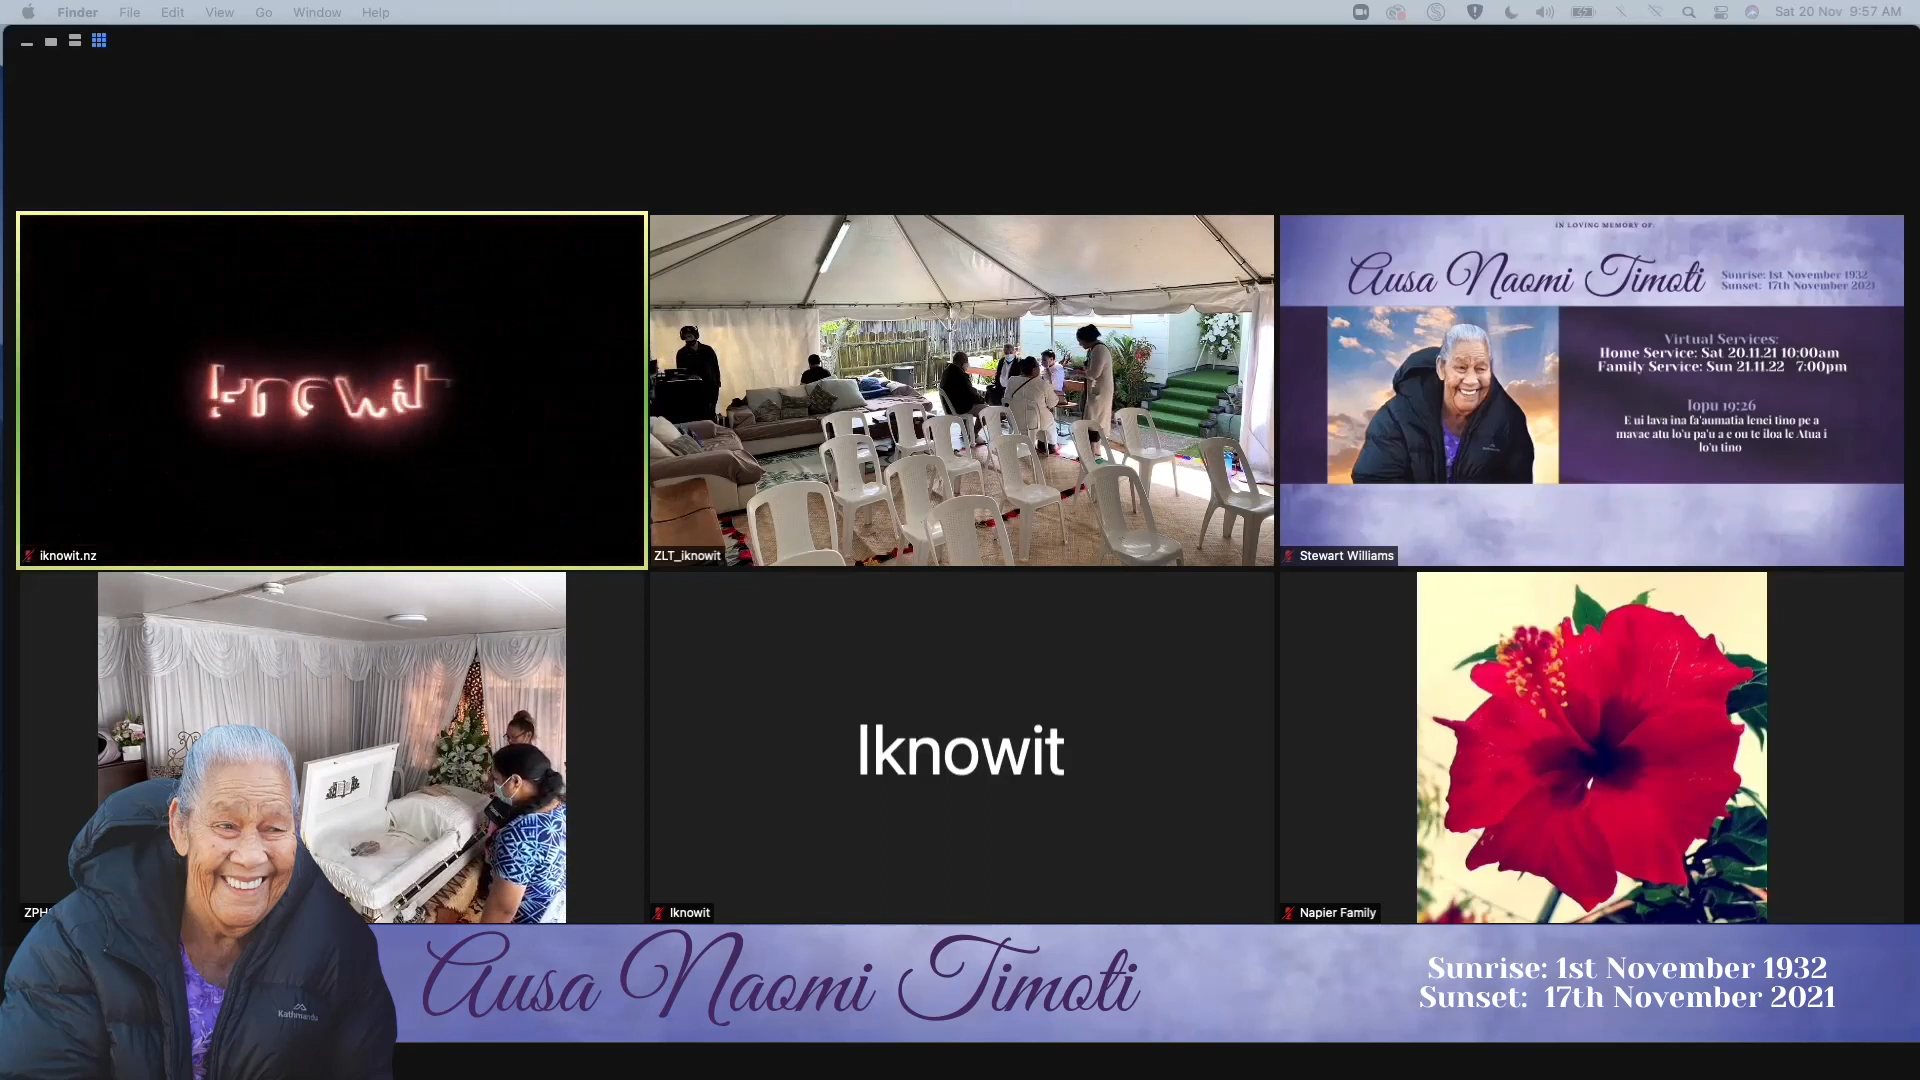 Finder File Edit View Go Window Help
Sat 20 Nov 9:57 AM
iknowit.nz
ZLT_iknowit
IN LOVING MEMORY OF:
Ausa Naomi Timoti
Sunrise: 1st November 1932
Sunset: 17th November 2021
Virtual Services:
Home Service: Sat 20.11.21 10:00am
Family Service: Sun 21.11.22 7:00pm
Iopu 19:26
E ui lava ina fa'aumatia lenei tino pe a
mavae atu lo'u pa'u a e ou te iloa le Atua i
lo'u tino
Stewart Williams
ZPH
Iknowit
Iknowit
Napier Family
Kathmandu
Ausa Naomi Timoti
Sunrise: 1st November 1932
Sunset: 17th November 2021